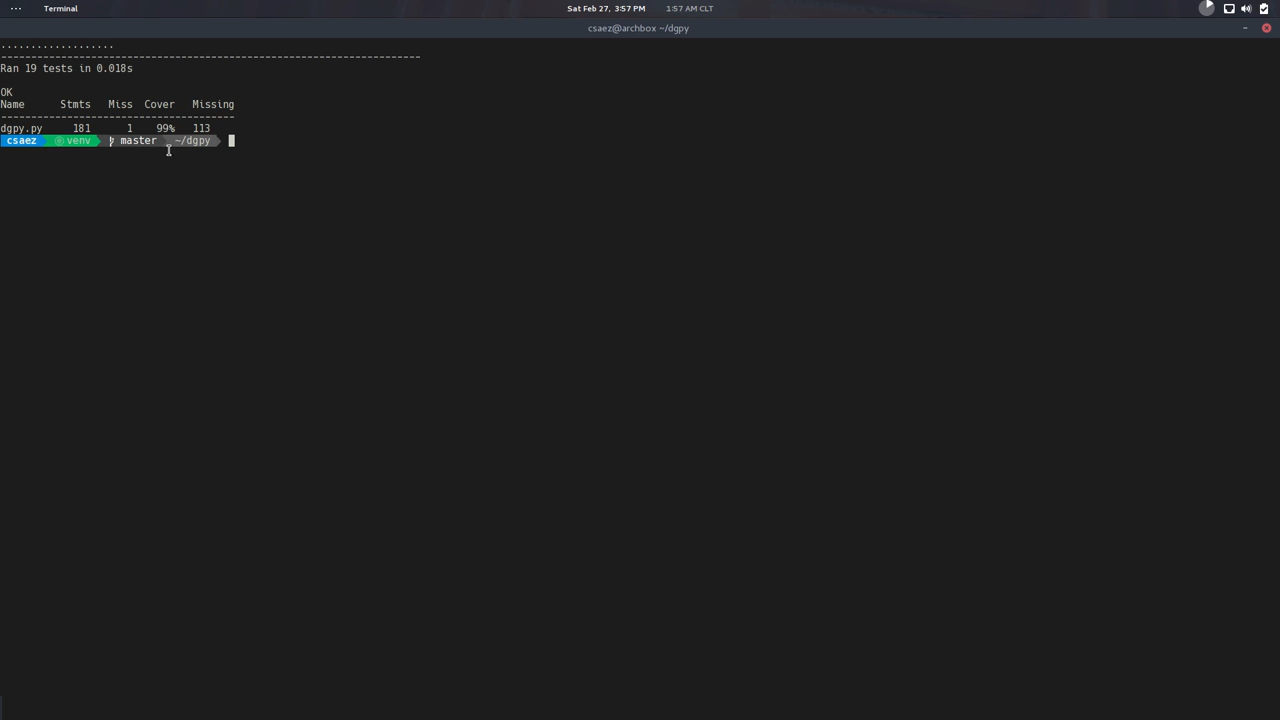 Terminal
Sat Feb 27, 3:57 PM 1:57 AM CLT
csaez@archbox ~/dgpy
...................
----------------------------------------------------------------------
Ran 19 tests in 0.018s
OK
Name Stmts Miss Cover Missing
---------------------------------------
dgpy.py 181 1 99% 113
csaez venv master ~/dgpy